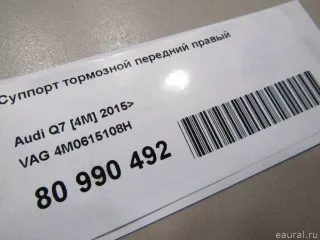 Суппорт тормозной передний правый
Audi Q7 [4M] 2015>
VAG 4M0615108H
80 990 492
eaural.ru